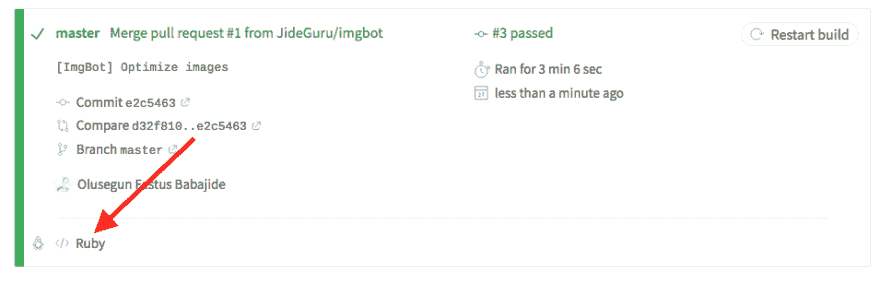 master Merge pull request #1 from JideGuru/imgbot
#3 passed
Restart build
[ImgBot] Optimize images
Ran for 3 min 6 sec
Commit e2c5463
less than a minute ago
Compare d32f810..e2c5463
Branch master
Olusegun Festus Babajide
Ruby